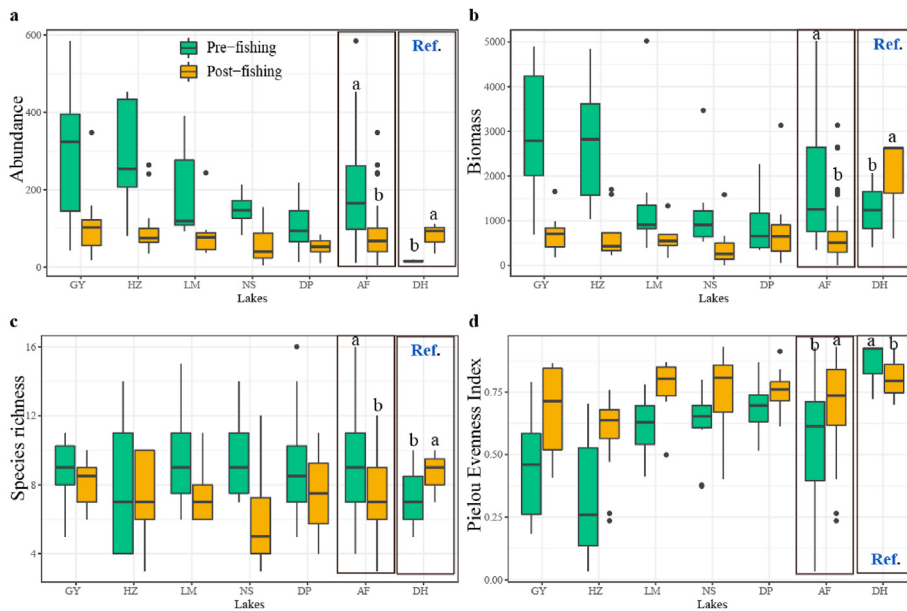 a
Ref.
Pre-fishing
Post-fishing
Abundance
600
400
200
0
a
b
b
a
GY HZ LM NS DP AF DH
Lakes
b
Ref.
Biomass
5000
4000
3000
2000
1000
0
a
b
b
a
GY HZ LM NS DP AF DH
Lakes
c
Ref.
Species richness
16
12
8
4
a
b
b
a
GY HZ LM NS DP AF DH
Lakes
d
Pielou Evenness Index
0.75
0.50
0.25
0.00
b
a
a
b
Ref.
GY HZ LM NS DP AF DH
Lakes